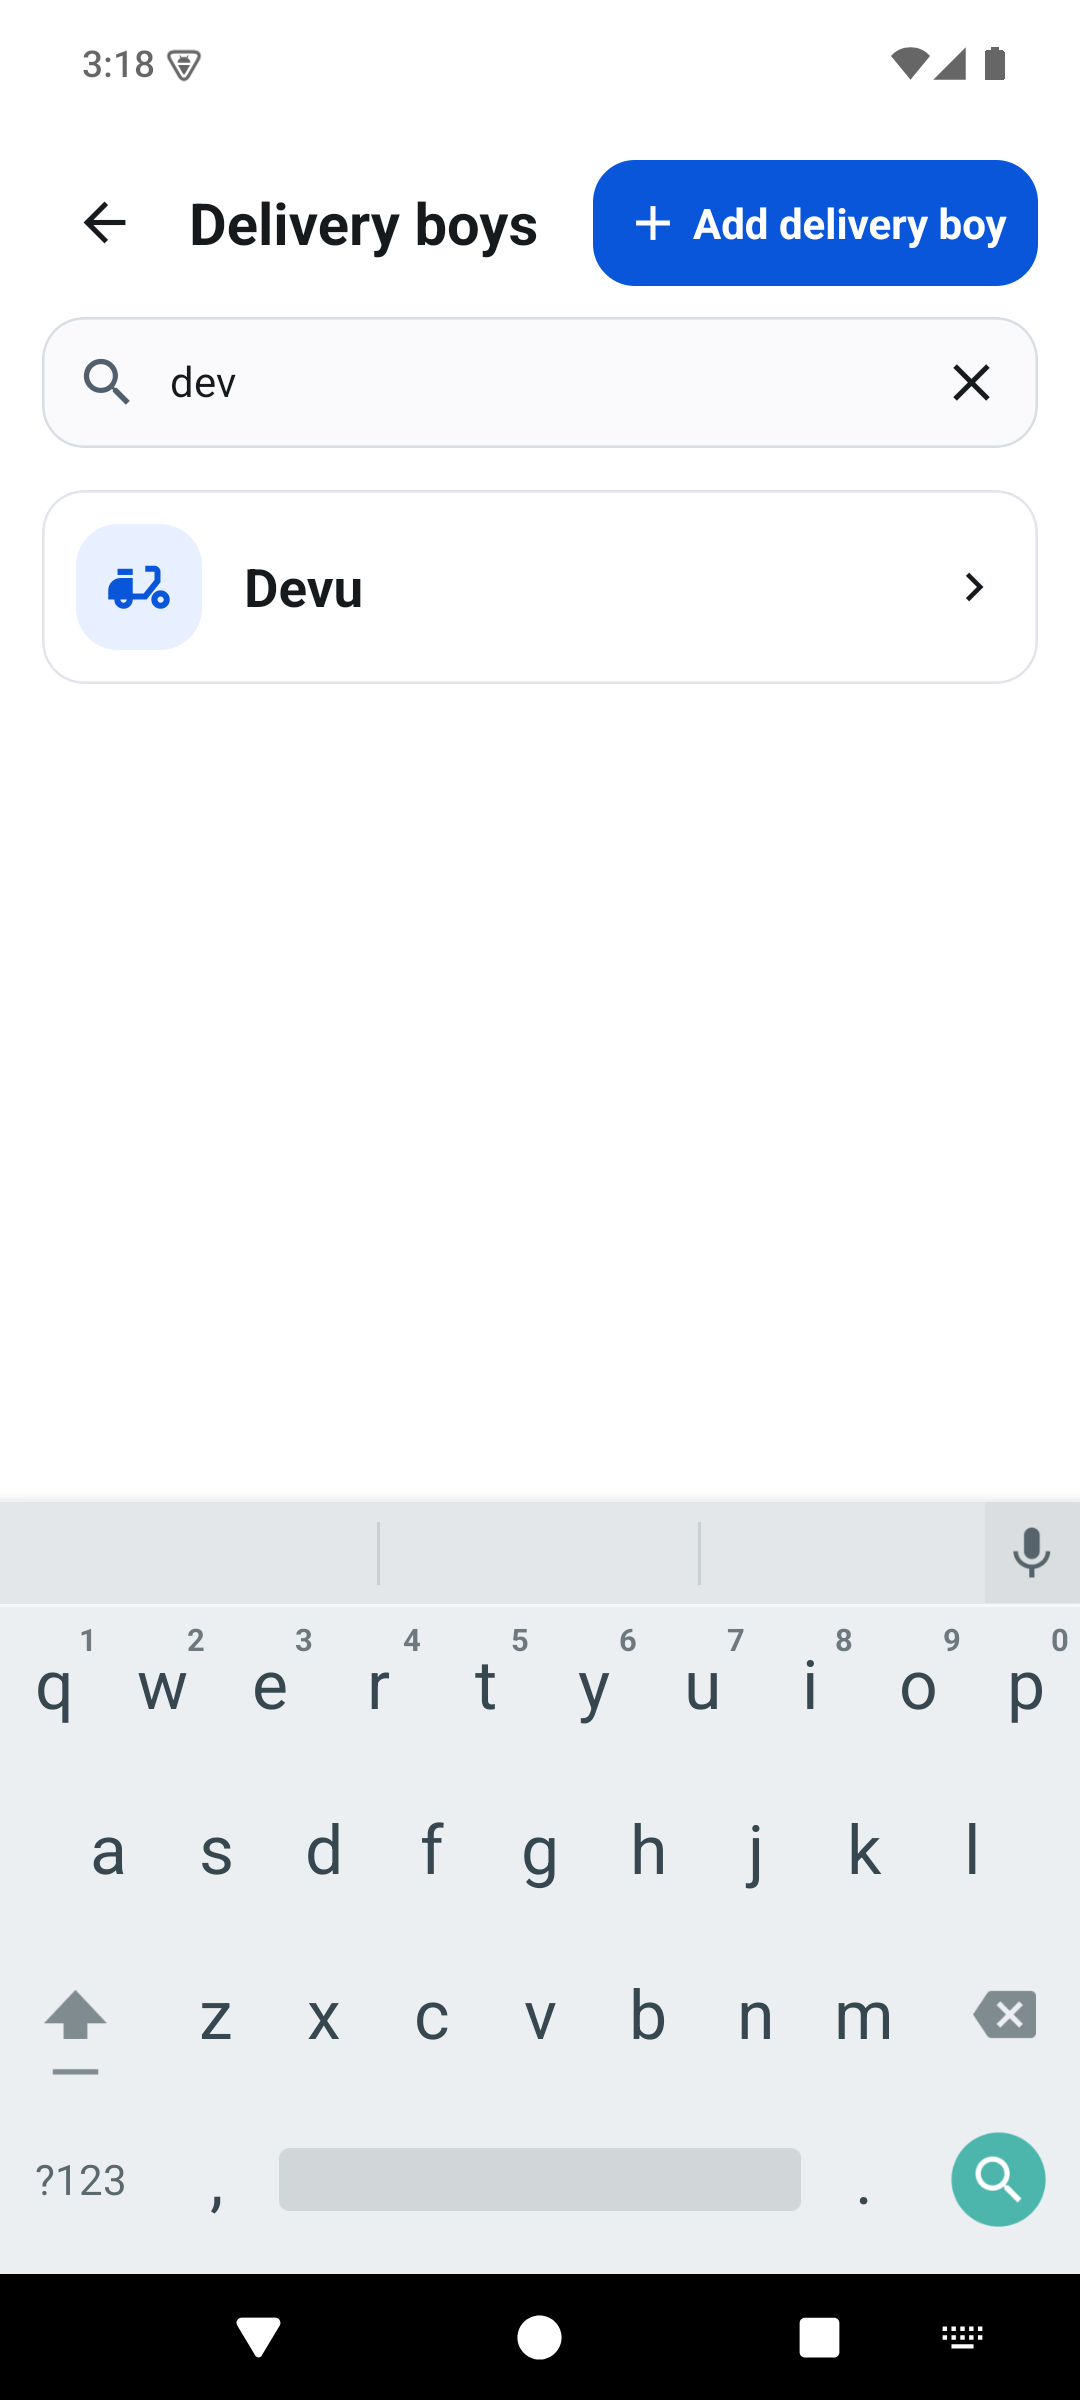 3:18
Delivery boys
+ Add delivery boy
dev
Devu
1 2 3 4 5 6 7 8 9 0
q w e r t y u i o p
a s d f g h j k l
z x c v b n m
?123 , .